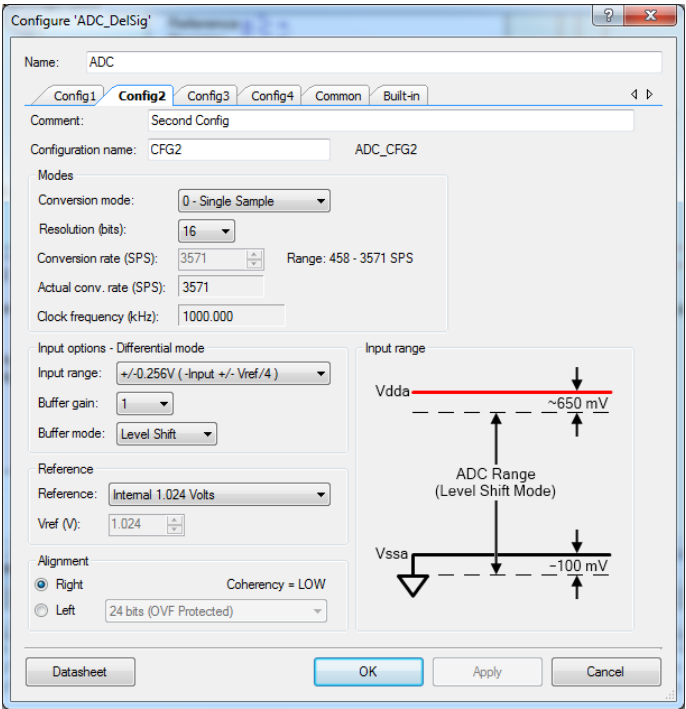 Configure 'ADC_DelSig'
Name: ADC
Config1 Config2 Config3 Config4 Common Built-in
Comment: Second Config
Configuration name: CFG2 ADC_CFG2
Modes
Conversion mode: 0 - Single Sample
Resolution (bits): 16
Conversion rate (SPS): 3571 Range: 458 - 3571 SPS
Actual conv. rate (SPS): 3571
Clock frequency (kHz): 1000.000
Input options - Differential mode
Input range: +/-0.256V ( -Input +/- Vref/4 )
Buffer gain: 1
Buffer mode: Level Shift
Input range
Vdda
~650 mV
ADC Range
(Level Shift Mode)
Vssa
~100 mV
Reference
Reference: Internal 1.024 Volts
Vref (V): 1.024
Alignment
Right Coherency = LOW
Left 24 bits (OVF Protected)
Datasheet OK Apply Cancel